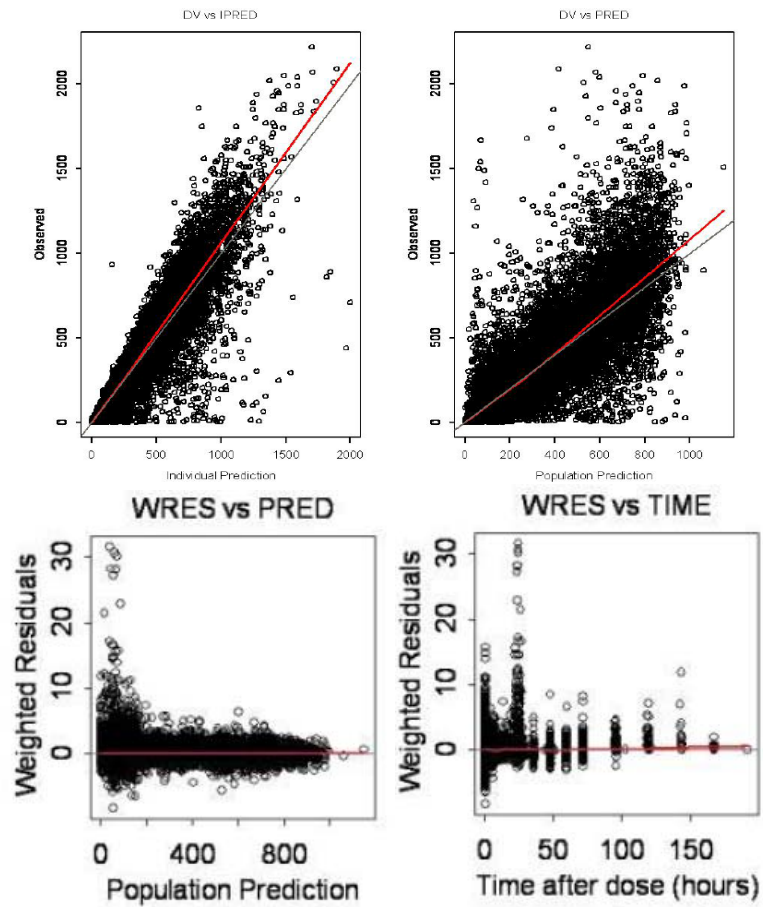 DV vs IPRED
Observed
2000
1500
1000
500
0
0 500 1000 1500 2000
Individual Prediction
DV vs PRED
Observed
2000
1500
1000
500
0
0 200 400 600 800 1000
Population Prediction
WRES vs PRED
Weighted Residuals
30
20
10
0
0 400 800
Population Prediction
WRES vs TIME
Weighted Residuals
30
20
10
0
0 50 100 150
Time after dose (hours)